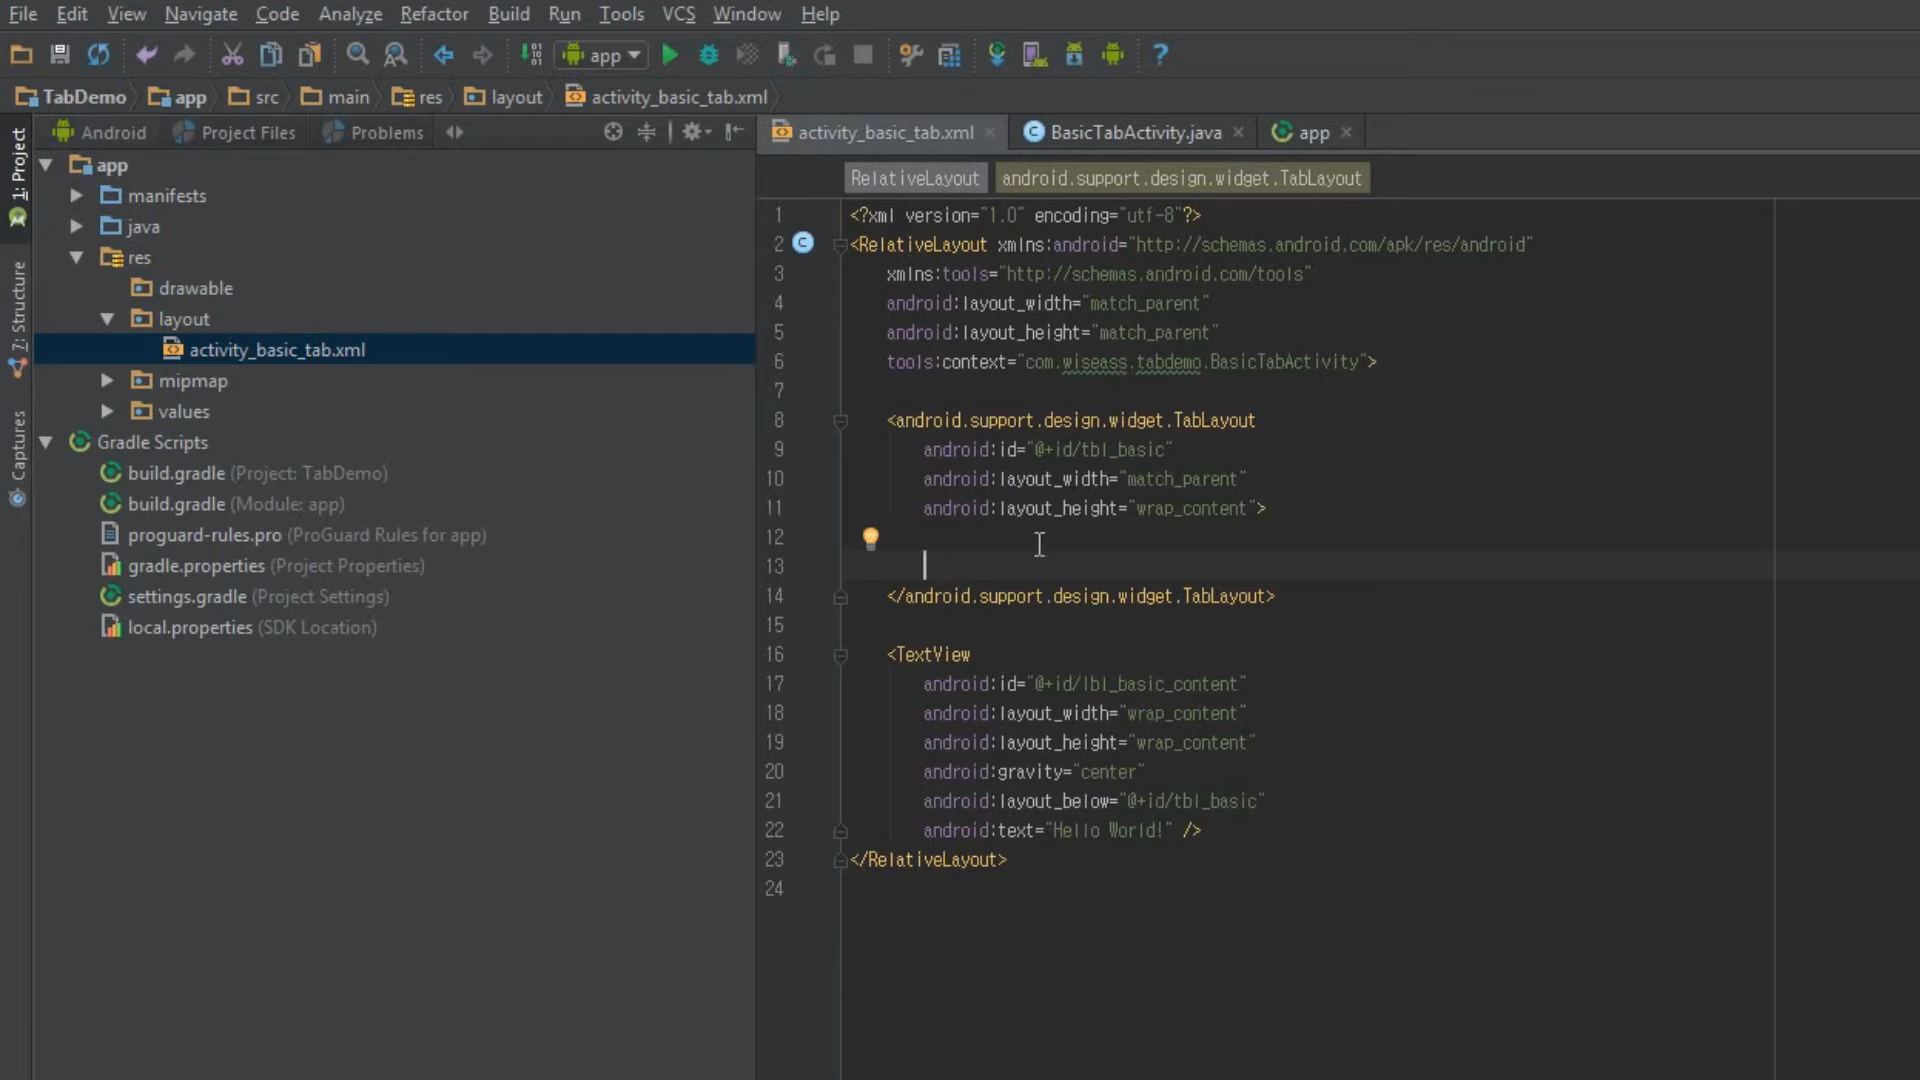 File Edit View Navigate Code Analyze Refactor Build Run Tools VCS Window Help
app
TabDemo app src main res layout activity_basic_tab.xml
1: Project
7: Structure
Captures
Android Project Files Problems
app
manifests
java
res
drawable
layout
activity_basic_tab.xml
mipmap
values
Gradle Scripts
build.gradle (Project: TabDemo)
build.gradle (Module: app)
proguard-rules.pro (ProGuard Rules for app)
gradle.properties (Project Properties)
settings.gradle (Project Settings)
local.properties (SDK Location)
activity_basic_tab.xml BasicTabActivity.java app
RelativeLayout android.support.design.widget.TabLayout
1 <?xml version="1.0" encoding="utf-8"?>
2 <RelativeLayout xmlns:android="http://schemas.android.com/apk/res/android"
3 xmlns:tools="http://schemas.android.com/tools"
4 android:layout_width="match_parent"
5 android:layout_height="match_parent"
6 tools:context="com.wiseass.tabdemo.BasicTabActivity">
7
8 <android.support.design.widget.TabLayout
9 android:id="@+id/tbl_basic"
10 android:layout_width="match_parent"
11 android:layout_height="wrap_content">
12
13
14 </android.support.design.widget.TabLayout>
15
16 <TextView
17 android:id="@+id/lbl_basic_content"
18 android:layout_width="wrap_content"
19 android:layout_height="wrap_content"
20 android:gravity="center"
21 android:layout_below="@+id/tbl_basic"
22 android:text="Hello World!" />
23 </RelativeLayout>
24